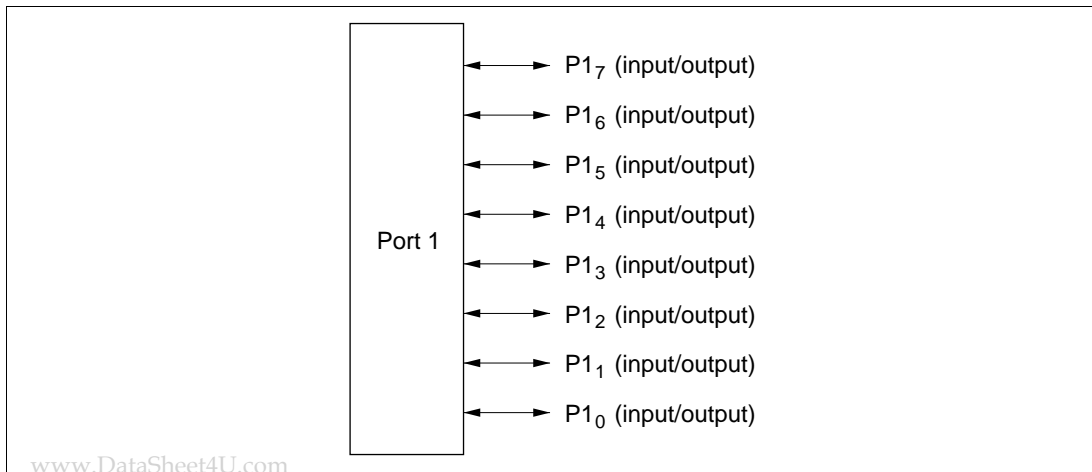 P1₇ (input/output)
P1₆ (input/output)
P1₅ (input/output)
P1₄ (input/output)
Port 1
P1₃ (input/output)
P1₂ (input/output)
P1₁ (input/output)
P1₀ (input/output)
www.DataSheet4U.com